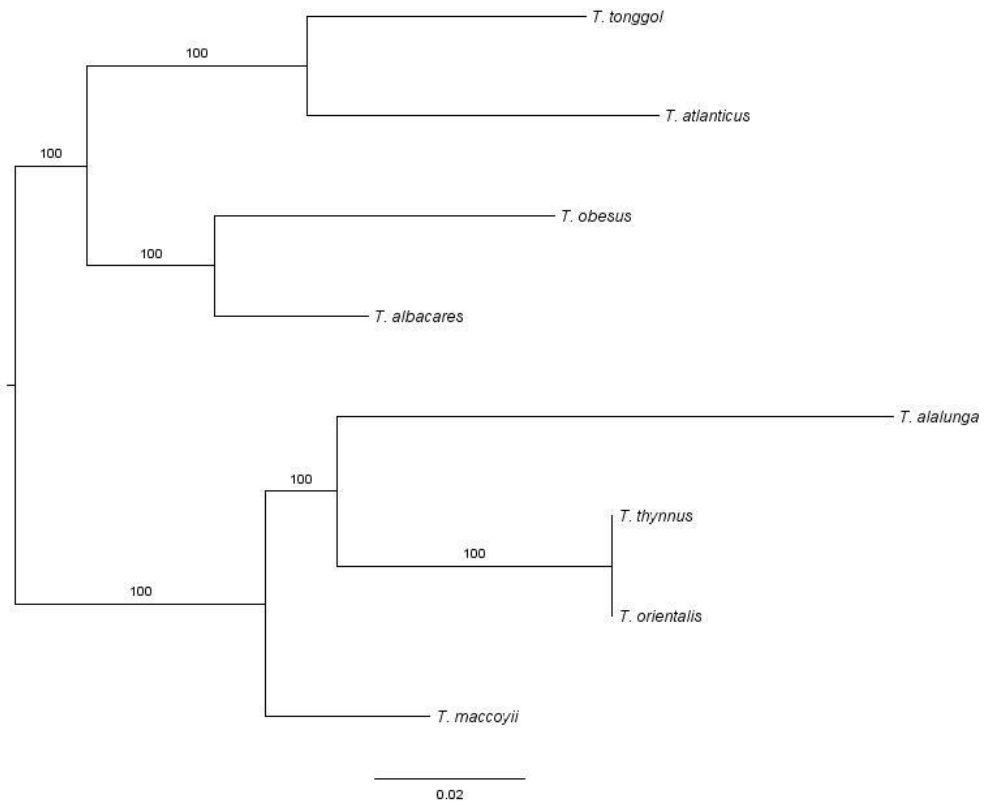 T. tonggol
100
T. atlanticus
100
T. obesus
100
T. albacares
T. alalunga
100
T. thynnus
100
100
T. orientalis
T. maccoyii
0.02